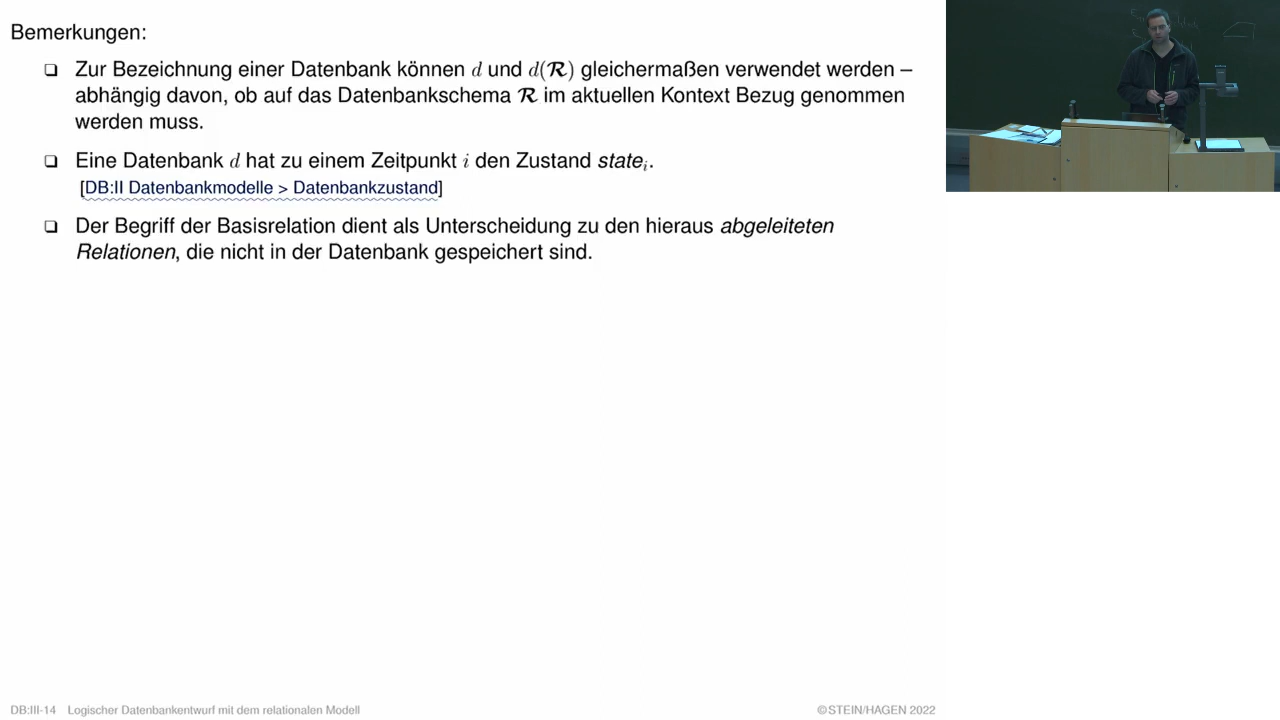 Bemerkungen:
❑ Zur Bezeichnung einer Datenbank können d und d(𝓡) gleichermaßen verwendet werden –
abhängig davon, ob auf das Datenbankschema 𝓡 im aktuellen Kontext Bezug genommen
werden muss.
❑ Eine Datenbank d hat zu einem Zeitpunkt i den Zustand stateᵢ.
[DB:II Datenbankmodelle > Datenbankzustand]
❑ Der Begriff der Basisrelation dient als Unterscheidung zu den hieraus abgeleiteten
Relationen, die nicht in der Datenbank gespeichert sind.
DB:III-14 Logischer Datenbankentwurf mit dem relationalen Modell
©STEIN/HAGEN 2022